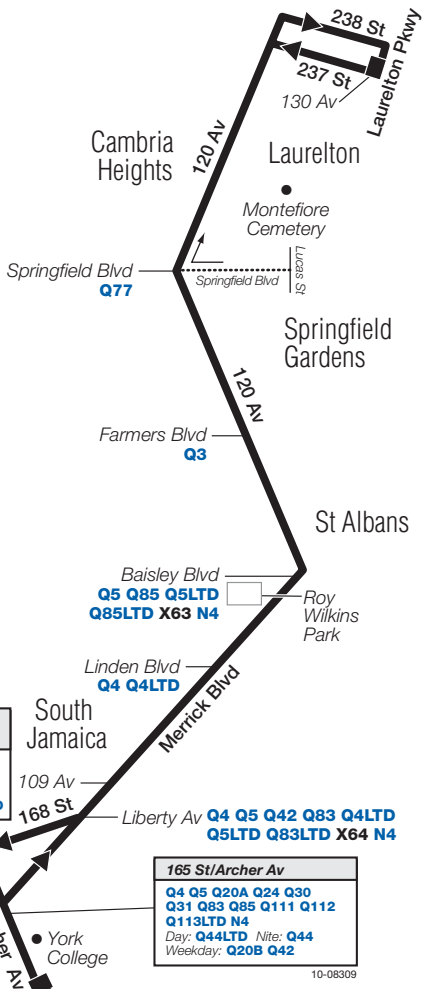 238 St
237 St
Laurelton Pkwy
130 Av
120 Av
Cambria
Heights
Laurelton
Montefiore
Cemetery
Springfield Blvd
Q77
Springfield Blvd
Lucas St
Springfield
Gardens
120 Av
Farmers Blvd
Q3
St Albans
Baisley Blvd
Q5 Q85 Q5LTD
Q85LTD X63 N4
Roy
Wilkins
Park
Linden Blvd
Q4 Q4LTD
Merrick Blvd
South
Jamaica
109 Av
168 St
Liberty Av Q4 Q5 Q42 Q83 Q4LTD
Q5LTD Q83LTD X64 N4
165 St/Archer Av
Q4 Q5 Q20A Q24 Q30
Q31 Q83 Q85 Q111 Q112
Q113LTD N4
Day: Q44LTD Nite: Q44
Weekday: Q20B Q42
York
College
Av
10-08309